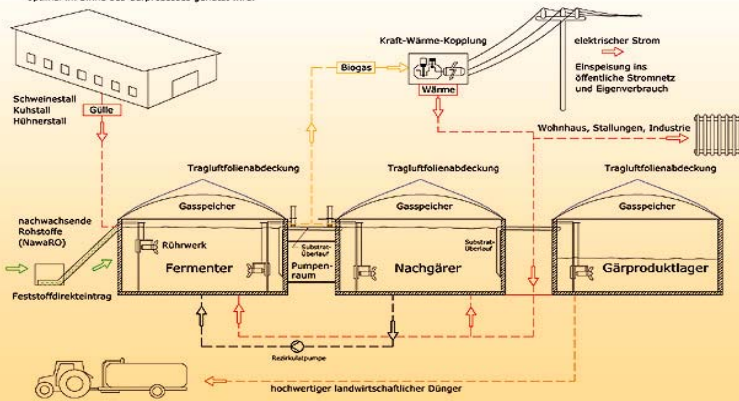 Kraft-Wärme-Kopplung
elektrischer Strom
Einspeisung ins
öffentliche Stromnetz
und Eigenverbrauch
Biogas
Wärme
Schweinestall
Kuhstall
Hühnerstall
Gülle
Wohnhaus, Stallungen, Industrie
Tragluftfolienabdeckung
Tragluftfolienabdeckung
Tragluftfolienabdeckung
Gasspeicher
Gasspeicher
Gasspeicher
nachwachsende
Rohstoffe
(NawaRO)
Rührwerk
Fermenter
Substrat-
Überlauf
Pumpen-
raum
Nachgärer
Substrat-
Überlauf
Gärproduktlager
Feststoffdirekteintrag
Rezirkulatpumpe
hochwertiger landwirtschaftlicher Dünger